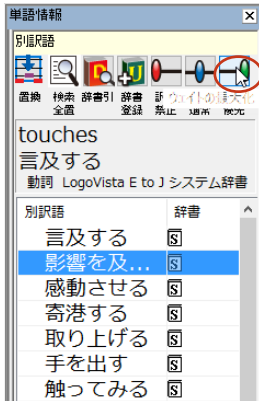 単語情報
別訳語
置換 検索 辞書引 辞書
全置 登録 禁止 通常 優先
touches
言及する
動詞 LogoVista E to J システム辞書
別訳語 辞書
言及する S
影響を及... S
感動させる S
寄港する S
取り上げる S
手を出す S
触ってみる S